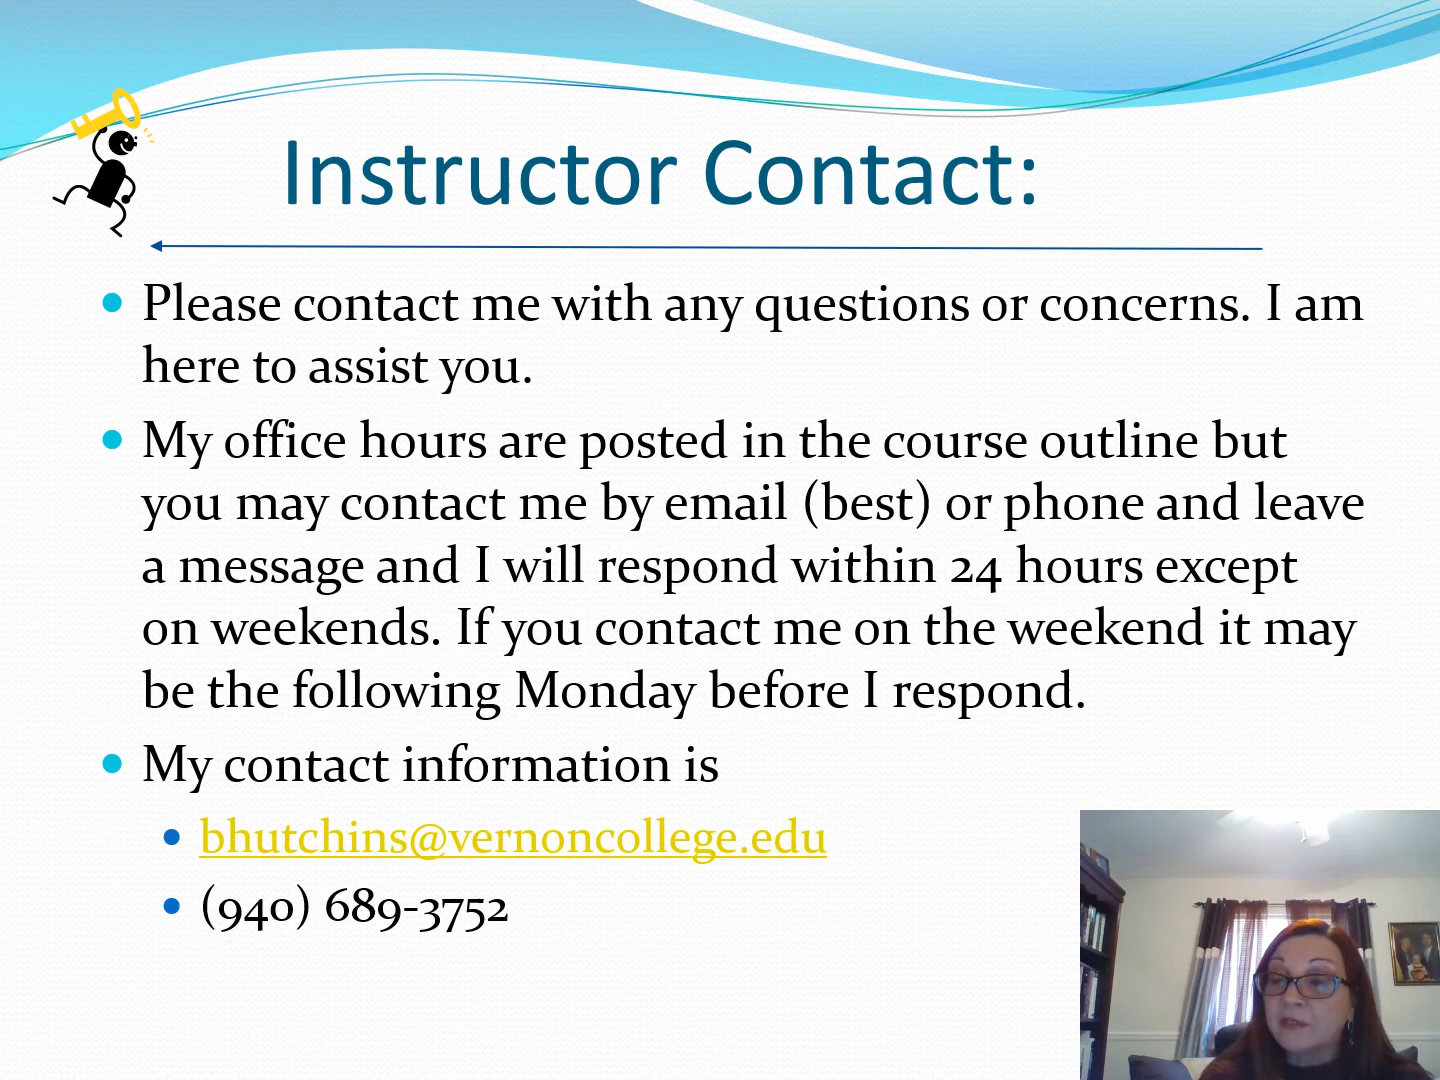 Instructor Contact:
Please contact me with any questions or concerns. I am
here to assist you.
My office hours are posted in the course outline but
you may contact me by email (best) or phone and leave
a message and I will respond within 24 hours except
on weekends. If you contact me on the weekend it may
be the following Monday before I respond.
My contact information is
bhutchins@vernoncollege.edu
(940) 689-3752